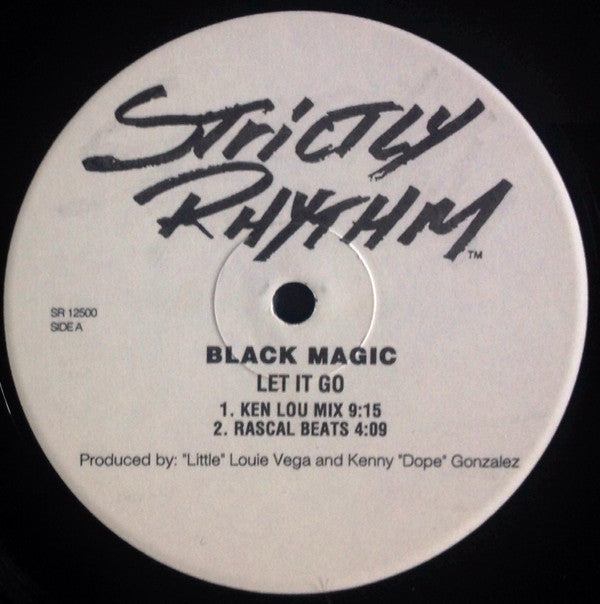 Strictly
Rhythm
™
SR 12500
SIDE A
BLACK MAGIC
LET IT GO
1. KEN LOU MIX 9:15
2. RASCAL BEATS 4:09
Produced by: "Little" Louie Vega and Kenny "Dope" Gonzalez